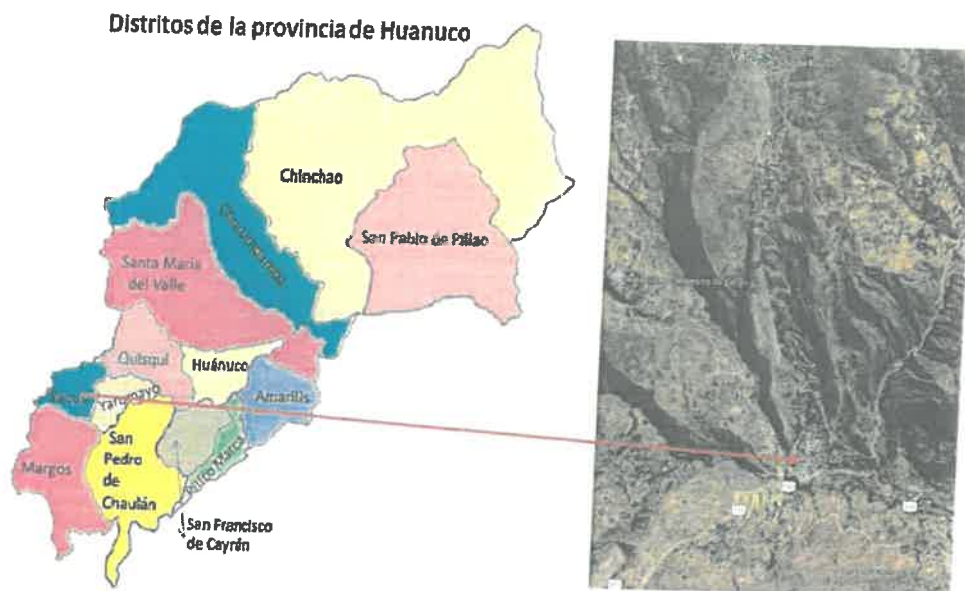 Distritos de la provincia de Huanuco
Chinchao
San Pablo de Pillao
Santa María
del Valle
Quisqui
Huánuco
Amarilis
Yarumayo
San
Pedro
de
Chaulán
Margos
Pillco Marca
San Francisco
de Cayrán